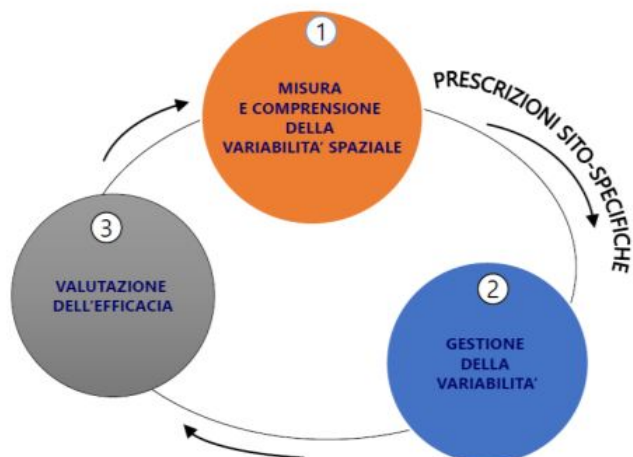 1
MISURA
E COMPRENSIONE
DELLA
VARIABILITA' SPAZIALE
PRESCRIZIONI SITO-SPECIFICHE
2
GESTIONE
DELLA
VARIABILITA'
3
VALUTAZIONE
DELL'EFFICACIA